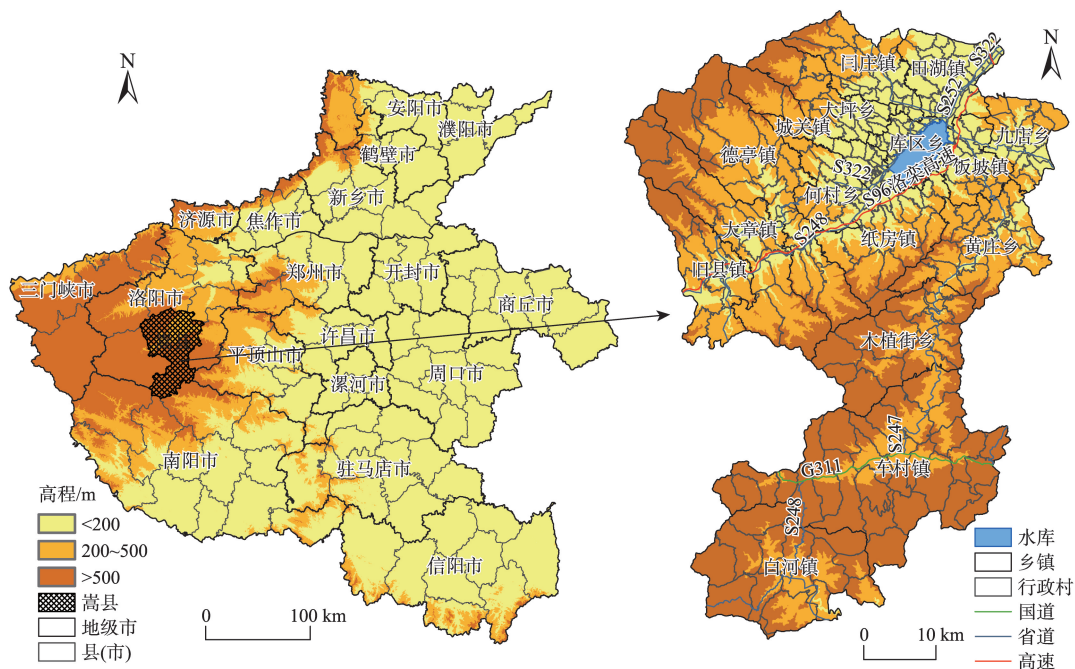 N
安阳市
濮阳市
鹤壁市
新乡市
济源市
焦作市
郑州市
开封市
三门峡市
洛阳市
商丘市
许昌市
平顶山市
漯河市
周口市
南阳市
驻马店市
信阳市
高程/m
<200
200~500
>500
嵩县
地级市
县(市)
0
100 km
N
闫庄镇
田湖镇
S322
S252
大坪乡
城关镇
库区乡
九店乡
德亭镇
S322
饭坡镇
何村乡
S96洛栾高速
大章镇
S248
纸房镇
黄庄乡
旧县镇
木植街乡
S247
G311
车村镇
S248
白河镇
水库
乡镇
行政村
国道
省道
高速
0
10 km